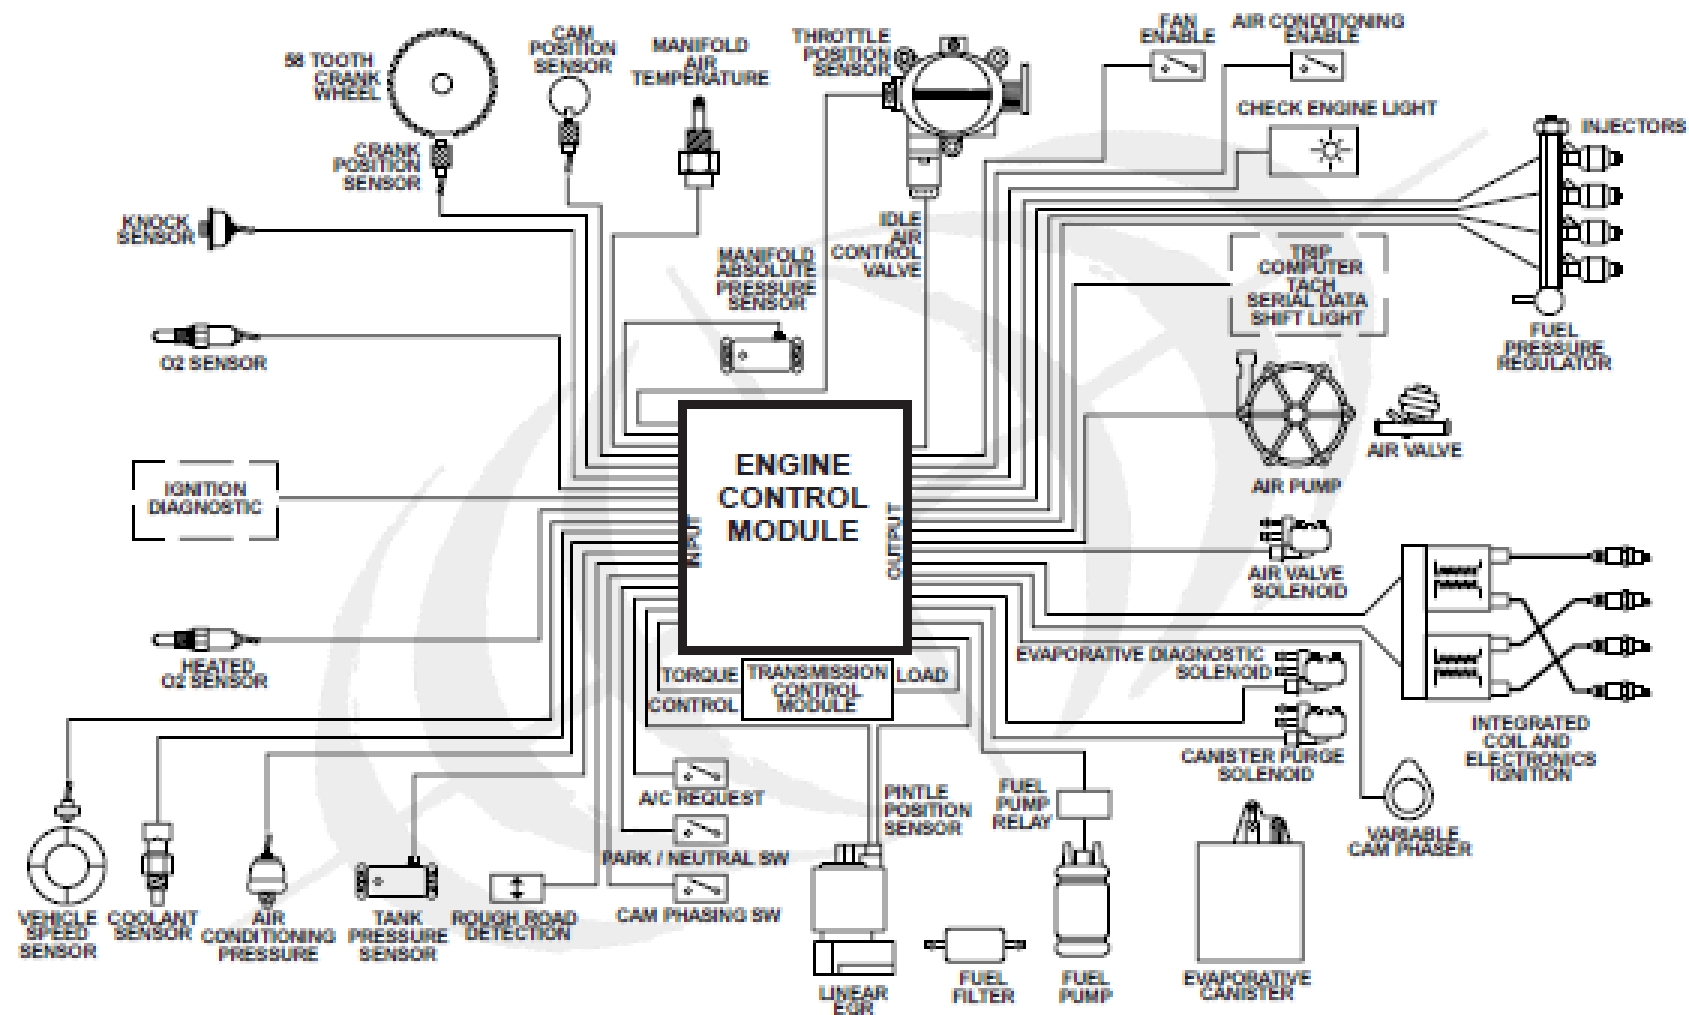 58 TOOTH
CRANK
WHEEL
CRANK
POSITION
SENSOR
CAM
POSITION
SENSOR
MANIFOLD
AIR
TEMPERATURE
THROTTLE
POSITION
SENSOR
FAN
ENABLE
AIR CONDITIONING
ENABLE
CHECK ENGINE LIGHT
INJECTORS
KNOCK
SENSOR
IDLE
AIR
CONTROL
VALVE
MANIFOLD
ABSOLUTE
PRESSURE
SENSOR
TRIP
COMPUTER
TACH
SERIAL DATA
SHIFT LIGHT
FUEL
PRESSURE
REGULATOR
O2 SENSOR
AIR VALVE
AIR PUMP
IGNITION
DIAGNOSTIC
ENGINE
CONTROL
MODULE
INPUT
OUTPUT
AIR VALVE
SOLENOID
HEATED
O2 SENSOR
TORQUE
CONTROL
TRANSMISSION
CONTROL
MODULE
LOAD
EVAPORATIVE DIAGNOSTIC
SOLENOID
CANISTER PURGE
SOLENOID
INTEGRATED
COIL AND
ELECTRONICS
IGNITION
A/C REQUEST
PARK / NEUTRAL SW
CAM PHASING SW
PINTLE
POSITION
SENSOR
FUEL
PUMP
RELAY
VARIABLE
CAM PHASER
VEHICLE
SPEED
SENSOR
COOLANT
SENSOR
AIR
CONDITIONING
PRESSURE
TANK
PRESSURE
SENSOR
ROUGH ROAD
DETECTION
LINEAR
EGR
FUEL
FILTER
FUEL
PUMP
EVAPORATIVE
CANISTER